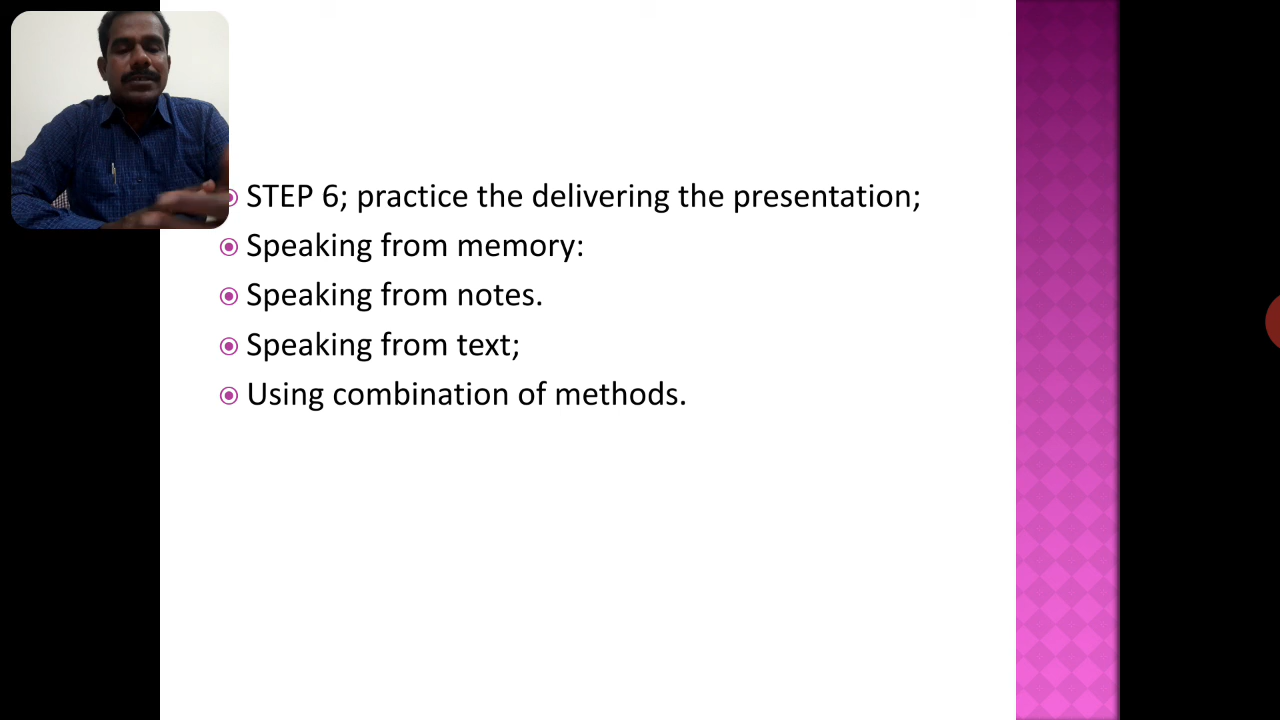 STEP 6; practice the delivering the presentation;
Speaking from memory:
Speaking from notes.
Speaking from text;
Using combination of methods.